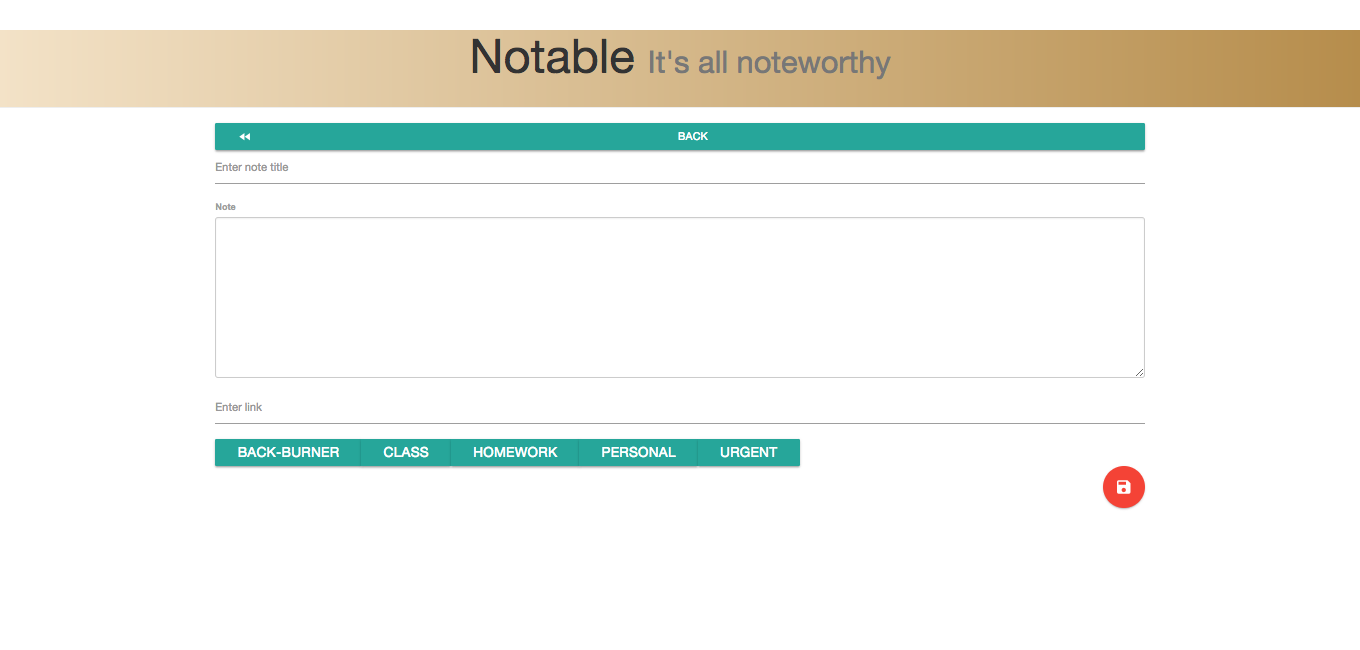 Notable It's all noteworthy
BACK
Enter note title
Note
Enter link
BACK-BURNER CLASS HOMEWORK PERSONAL URGENT